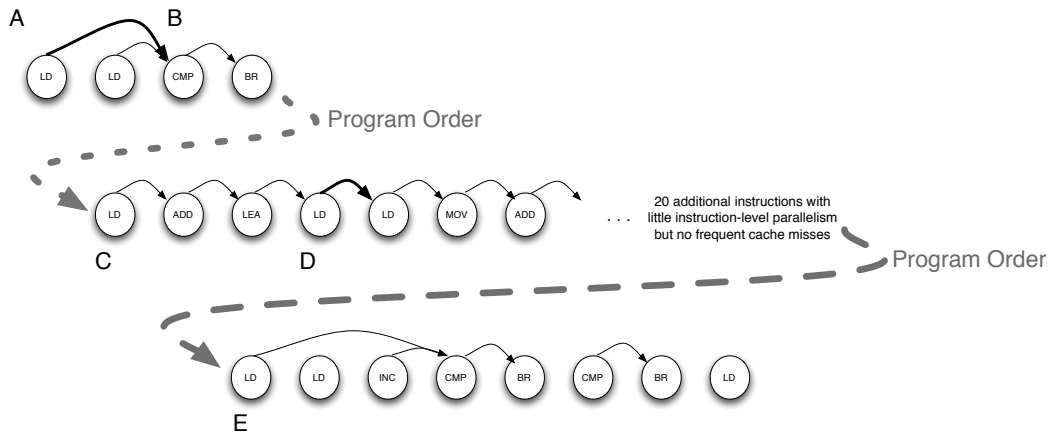 A B
LD LD CMP BR
Program Order
LD ADD LEA LD LD MOV ADD . . . 20 additional instructions with
little instruction-level parallelism
but no frequent cache misses
C D
Program Order
LD LD INC CMP BR CMP BR LD
E